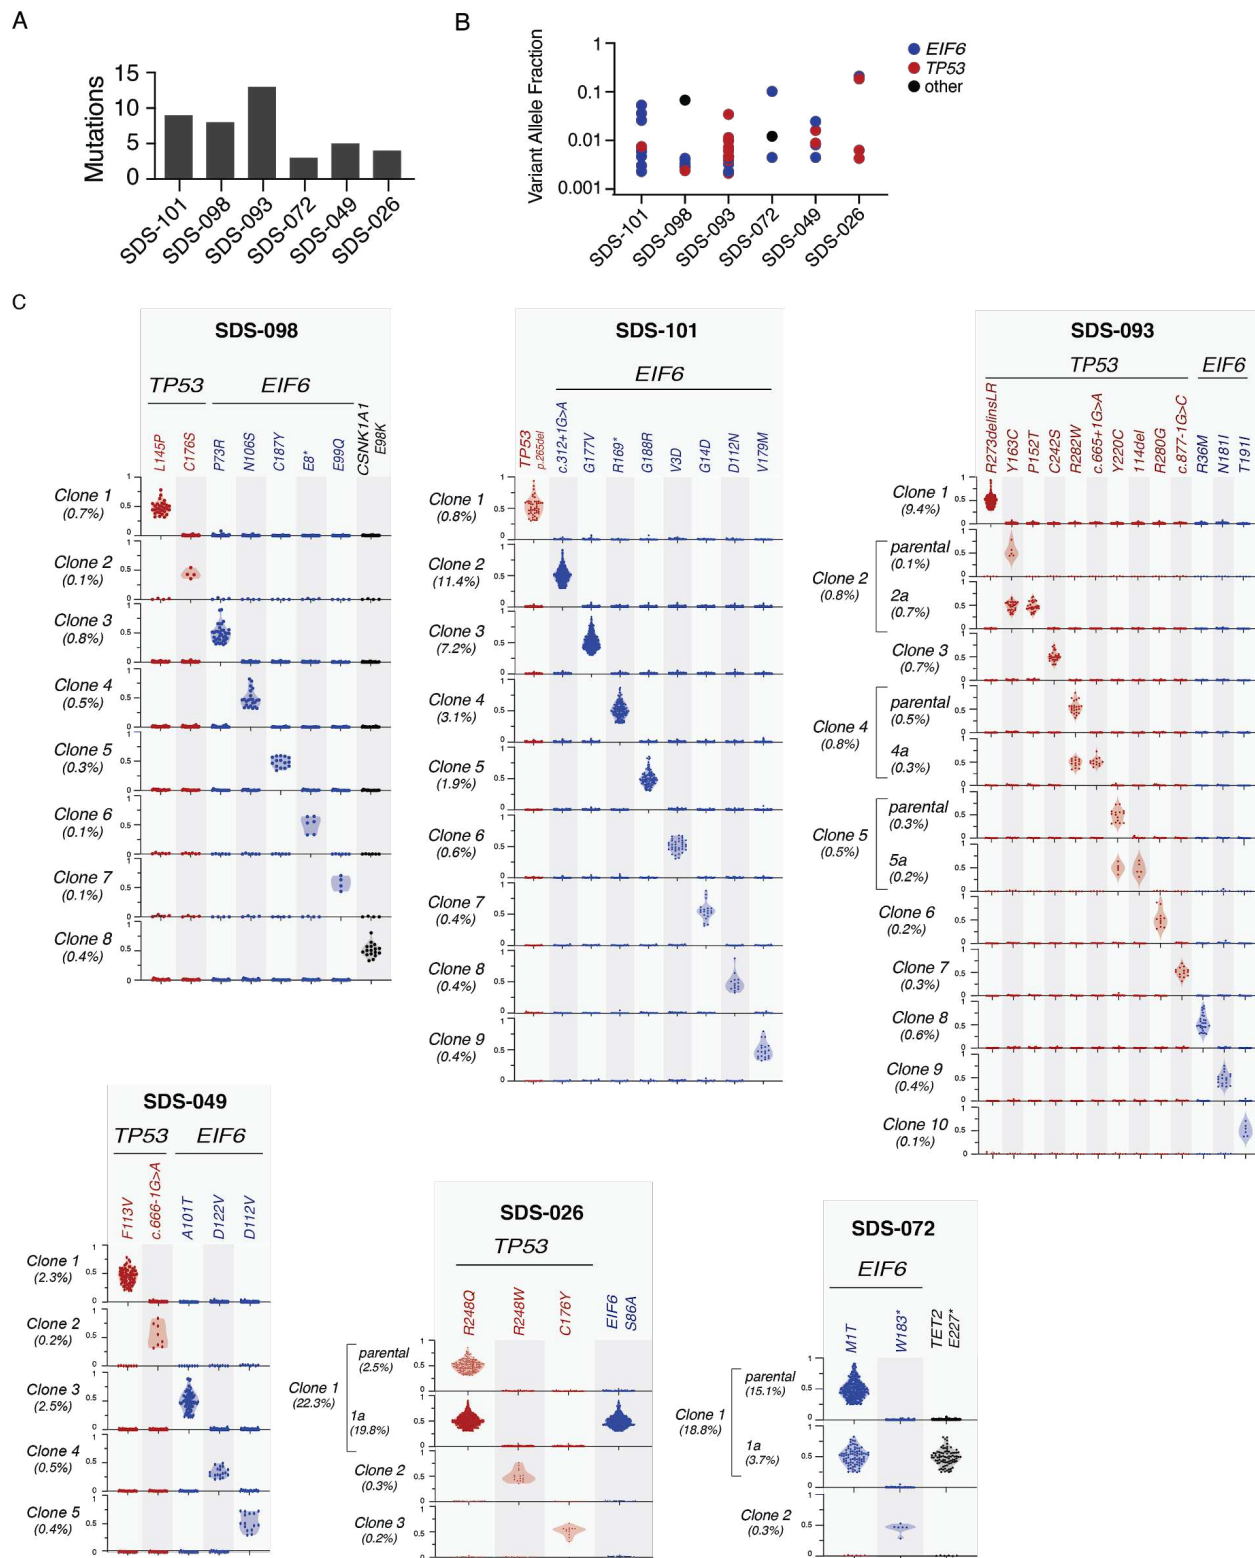 A
Mutations
15
10
5
0
SDS-101
SDS-098
SDS-093
SDS-072
SDS-049
SDS-026
B
Variant Allele Fraction
1
0.1
0.01
0.001
SDS-101
SDS-098
SDS-093
SDS-072
SDS-049
SDS-026
EIF6
TP53
other
C
SDS-098
TP53
EIF6
L145P
C176S
P73R
N106S
C187Y
E8*
E99Q
CSNK1A1
E98K
Clone 1
(0.7%)
Clone 2
(0.1%)
Clone 3
(0.8%)
Clone 4
(0.5%)
Clone 5
(0.3%)
Clone 6
(0.1%)
Clone 7
(0.1%)
Clone 8
(0.4%)
SDS-101
EIF6
TP53
p.265del
c.312+1G>A
G177V
R169*
G188R
V3D
G14D
D112N
V179M
Clone 1
(0.8%)
Clone 2
(11.4%)
Clone 3
(7.2%)
Clone 4
(3.1%)
Clone 5
(1.9%)
Clone 6
(0.6%)
Clone 7
(0.4%)
Clone 8
(0.4%)
Clone 9
(0.4%)
SDS-093
TP53
EIF6
R273delinsLR
Y163C
P152T
C242S
R282W
c.665+1G>A
Y220C
114del
R280G
c.877-1G>C
R36M
N181I
T191I
Clone 1
(9.4%)
Clone 2
(0.8%)
parental
(0.1%)
2a
(0.7%)
Clone 3
(0.7%)
Clone 4
(0.8%)
parental
(0.5%)
4a
(0.3%)
Clone 5
(0.5%)
parental
(0.3%)
5a
(0.2%)
Clone 6
(0.2%)
Clone 7
(0.3%)
Clone 8
(0.6%)
Clone 9
(0.4%)
Clone 10
(0.1%)
SDS-049
TP53
EIF6
F113V
c.666-1G>A
A101T
D122V
D112V
Clone 1
(2.3%)
Clone 2
(0.2%)
Clone 3
(2.5%)
Clone 4
(0.5%)
Clone 5
(0.4%)
SDS-026
TP53
R248Q
R248W
C176Y
EIF6
S86A
Clone 1
(22.3%)
parental
(2.5%)
1a
(19.8%)
Clone 2
(0.3%)
Clone 3
(0.2%)
SDS-072
EIF6
M1T
W183*
TET2
E227*
Clone 1
(18.8%)
parental
(15.1%)
1a
(3.7%)
Clone 2
(0.3%)